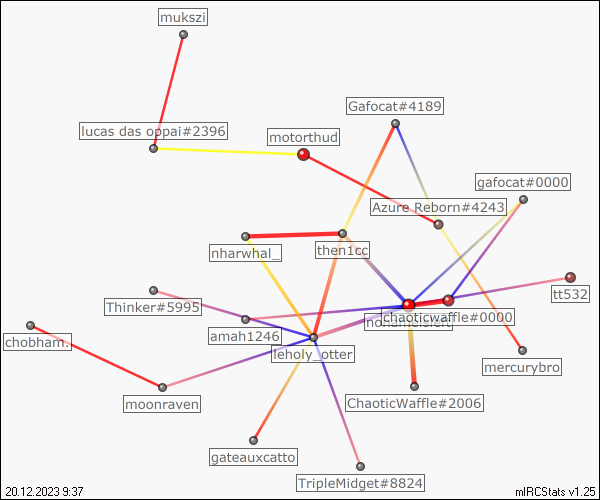 mukszi
Gafocat#4189
lucas das oppai#2396
motorthud
gafocat#0000
Azure Reborn#4243
nharwhal_
then1cc
Thinker#5995
tt532
chaoticwaffle#0000
amah1246
chobham.
leholy_otter
mercurybro
moonraven
ChaoticWaffle#2006
gateauxcatto
TripleMidget#8824
20.12.2023 9:37
mIRCStats v1.25